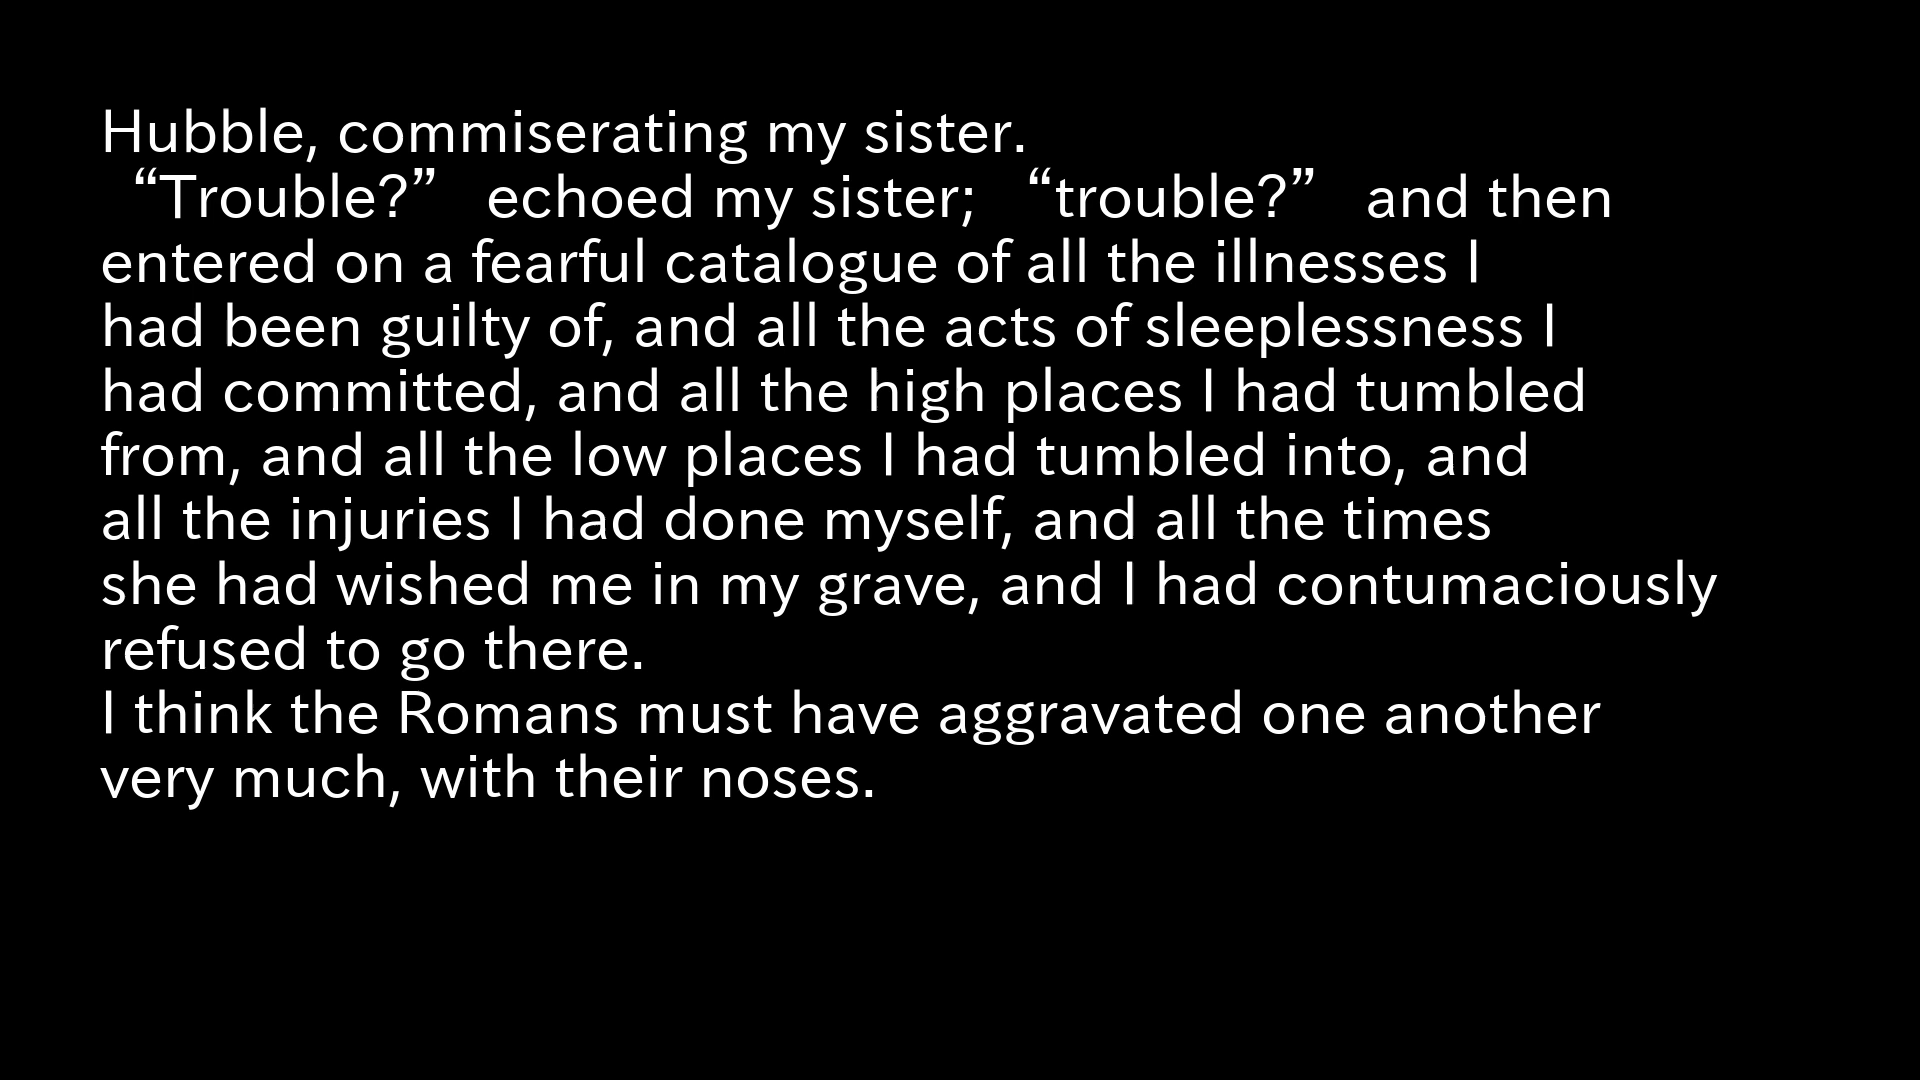 Hubble, commiserating my sister.
“Trouble?” echoed my sister; “trouble?” and then
entered on a fearful catalogue of all the illnesses I
had been guilty of, and all the acts of sleeplessness I
had committed, and all the high places I had tumbled
from, and all the low places I had tumbled into, and
all the injuries I had done myself, and all the times
she had wished me in my grave, and I had contumaciously
refused to go there.
I think the Romans must have aggravated one another
very much, with their noses.